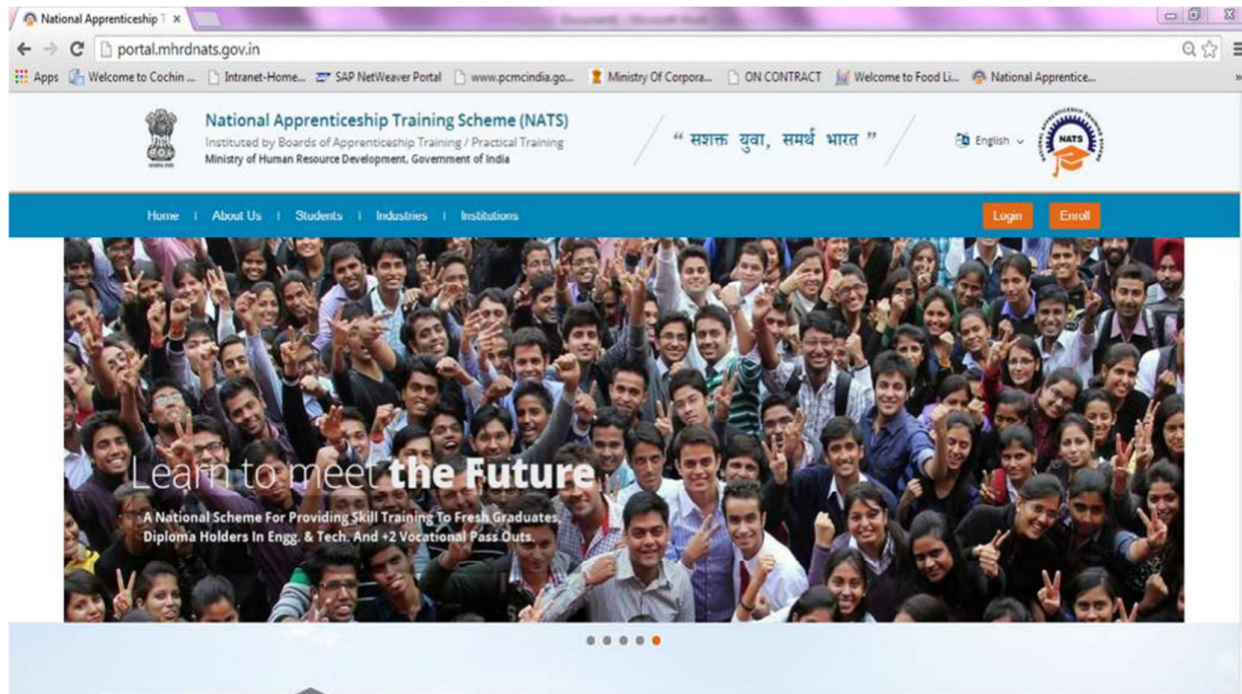 National Apprenticeship T
portal.mhrdnats.gov.in
Apps Welcome to Cochin ... Intranet-Home... SAP NetWeaver Portal www.pcmcindia.go... Ministry Of Corpora... ON CONTRACT Welcome to Food Li... National Apprentice... »
National Apprenticeship Training Scheme (NATS)
Instituted by Boards of Apprenticeship Training / Practical Training
Ministry of Human Resource Development, Government of India
“ सशक्त युवा, समर्थ भारत ”
English
NATIONAL APPRENTICESHIP TRAINING SCHEME
NATS
Home | About Us | Students | Industries | Institutions
Login Enroll
Learn to meet the Future
A National Scheme For Providing Skill Training To Fresh Graduates,
Diploma Holders In Engg. & Tech. And +2 Vocational Pass Outs.